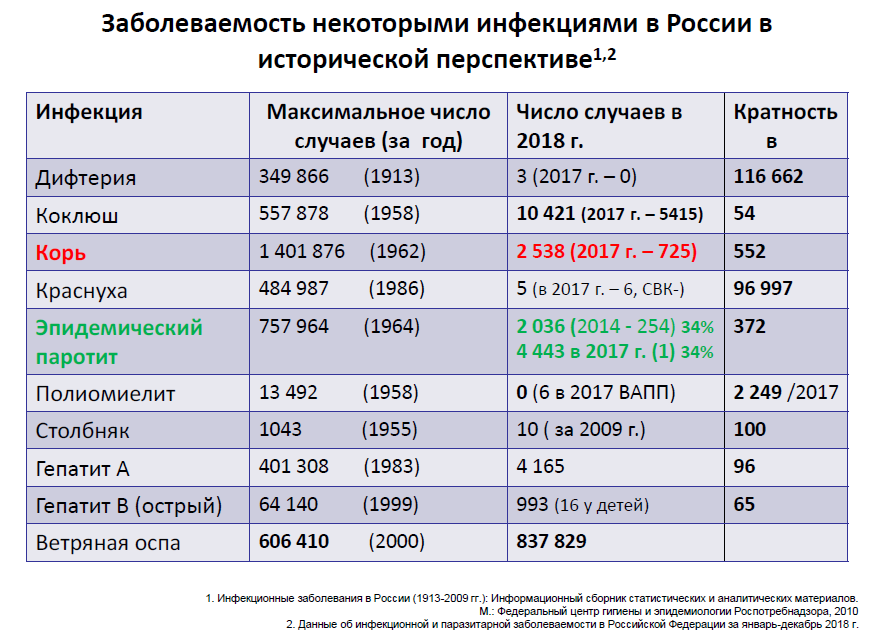 Заболеваемость некоторыми инфекциями в России в
исторической перспективе1,2
Инфекция Максимальное число случаев (за год) Число случаев в 2018 г. Кратность в
Дифтерия 349 866 (1913) 3 (2017 г. – 0) 116 662
Коклюш 557 878 (1958) 10 421 (2017 г. – 5415) 54
Корь 1 401 876 (1962) 2 538 (2017 г. – 725) 552
Краснуха 484 987 (1986) 5 (в 2017 г. – 6, СВК-) 96 997
Эпидемический паротит 757 964 (1964) 2 036 (2014 - 254) 34% 4 443 в 2017 г. (1) 34% 372
Полиомиелит 13 492 (1958) 0 (6 в 2017 ВАПП) 2 249 /2017
Столбняк 1043 (1955) 10 ( за 2009 г.) 100
Гепатит А 401 308 (1983) 4 165 96
Гепатит В (острый) 64 140 (1999) 993 (16 у детей) 65
Ветряная оспа 606 410 (2000) 837 829
1. Инфекционные заболевания в России (1913-2009 гг.): Информационный сборник статистических и аналитических материалов.
М.: Федеральный центр гигиены и эпидемиологии Роспотребнадзора, 2010
2. Данные об инфекционной и паразитарной заболеваемости в Российской Федерации за январь-декабрь 2018 г.